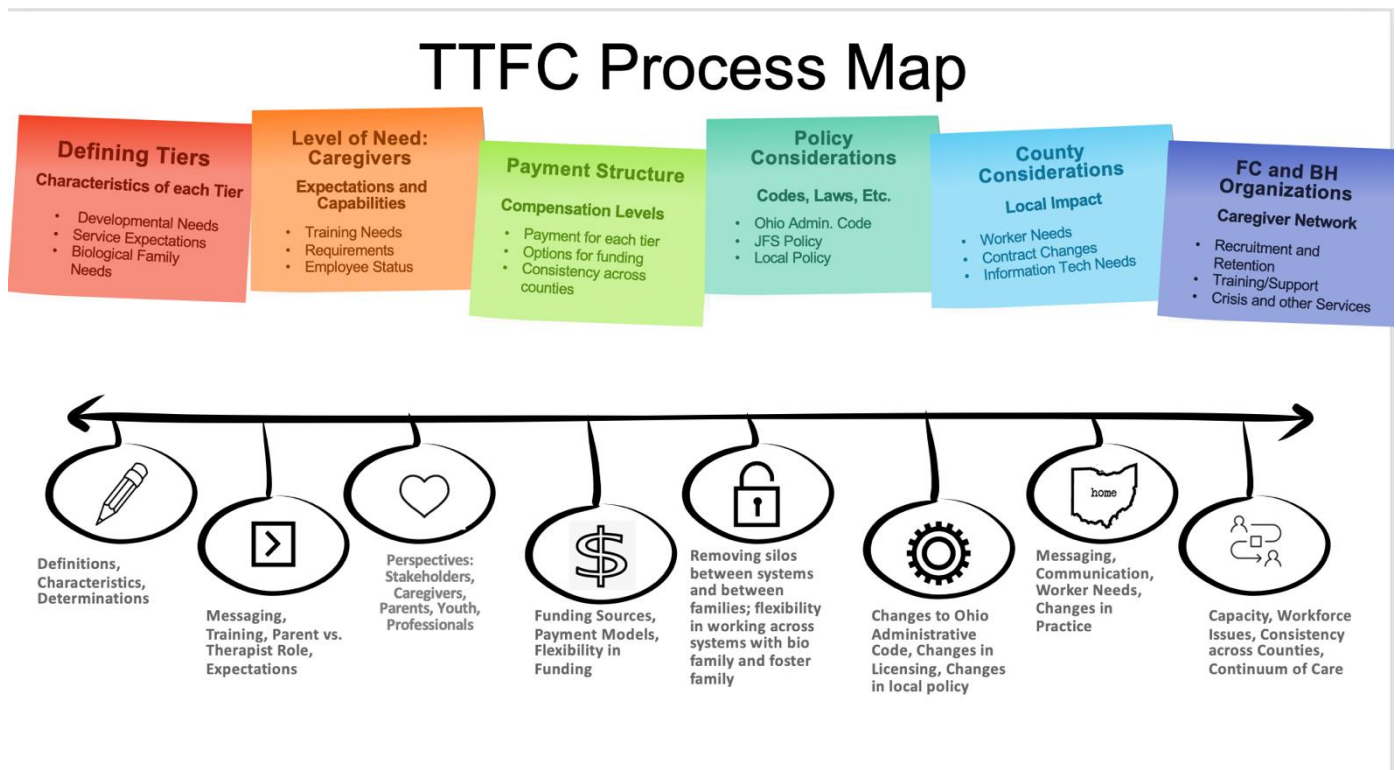 TTFC Process Map
Defining Tiers
Characteristics of each Tier
• Developmental Needs
• Service Expectations
• Biological Family
Needs
Level of Need:
Caregivers
Expectations and
Capabilities
• Training Needs
• Requirements
• Employee Status
Payment Structure
Compensation Levels
• Payment for each tier
• Options for funding
• Consistency across
counties
Policy
Considerations
Codes, Laws, Etc.
• Ohio Admin. Code
• JFS Policy
• Local Policy
County
Considerations
Local Impact
• Worker Needs
• Contract Changes
• Information Tech Needs
FC and BH
Organizations
Caregiver Network
• Recruitment and
Retention
• Training/Support
• Crisis and other Services
Definitions,
Characteristics,
Determinations
Messaging,
Training, Parent vs.
Therapist Role,
Expectations
Perspectives:
Stakeholders,
Caregivers,
Parents, Youth,
Professionals
$
Funding Sources,
Payment Models,
Flexibility in
Funding
Removing silos
between systems
and between
families; flexibility
in working across
systems with bio
family and foster
family
Changes to Ohio
Administrative
Code, Changes in
Licensing, Changes
in local policy
home
Messaging,
Communication,
Worker Needs,
Changes in
Practice
Capacity, Workforce
Issues, Consistency
across Counties,
Continuum of Care